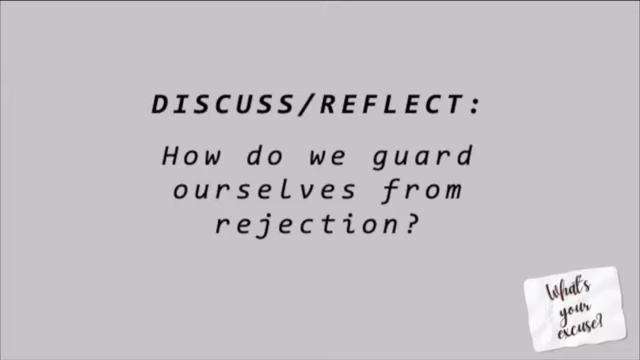 DISCUSS/REFLECT:
How do we guard
ourselves from
rejection?
What's
your
excuse?